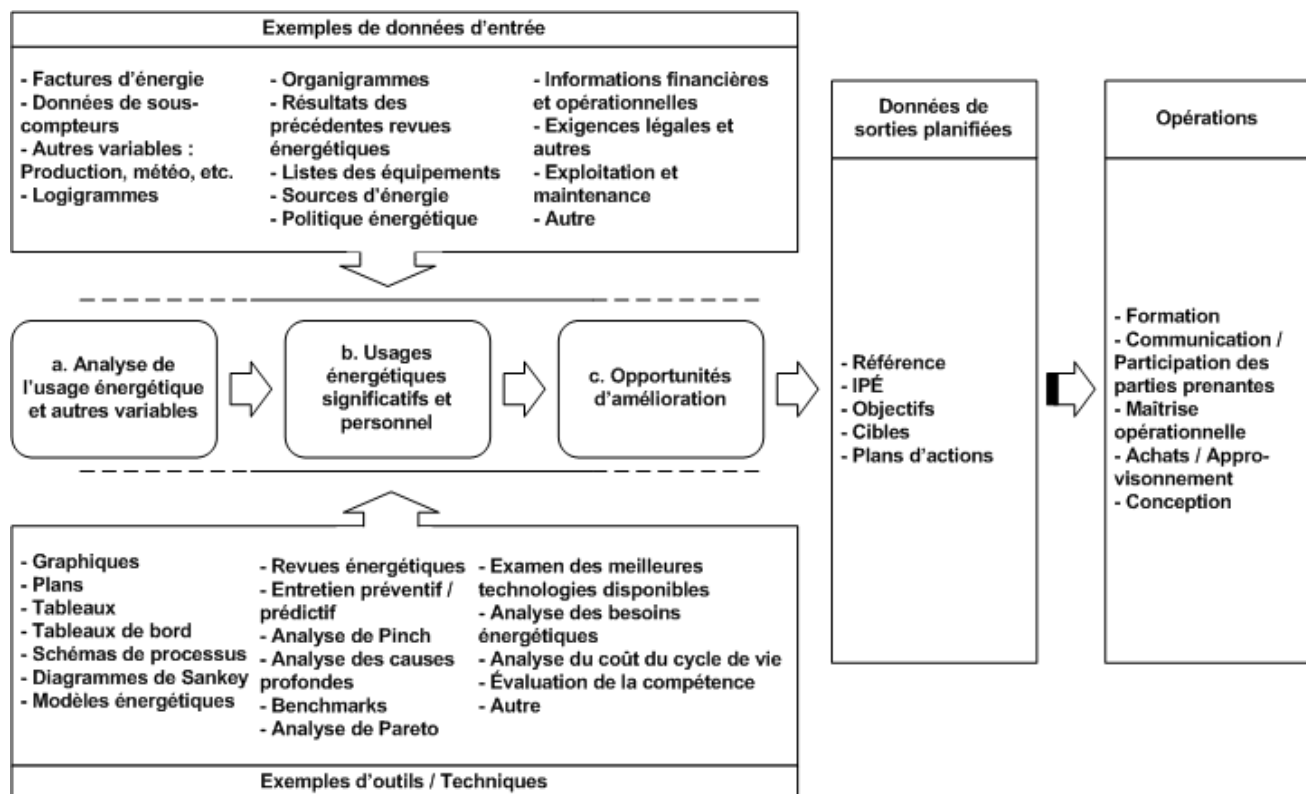 Exemples de données d'entrée
- Factures d'énergie
- Données de sous-
compteurs
- Autres variables :
Production, météo, etc.
- Logigrammes
- Organigrammes
- Résultats des
précédentes revues
énergétiques
- Listes des équipements
- Sources d'énergie
- Politique énergétique
- Informations financières
et opérationnelles
- Exigences légales et
autres
- Exploitation et
maintenance
- Autre
a. Analyse de
l'usage énergétique
et autres variables
b. Usages
énergétiques
significatifs et
personnel
c. Opportunités
d'amélioration
Données de
sorties planifiées
- Référence
- IPÉ
- Objectifs
- Cibles
- Plans d'actions
Opérations
- Formation
- Communication /
Participation des
parties prenantes
- Maîtrise
opérationnelle
- Achats / Appro-
visonnement
- Conception
- Graphiques
- Plans
- Tableaux
- Tableaux de bord
- Schémas de processus
- Diagrammes de Sankey
- Modèles énergétiques
- Revues énergétiques
- Entretien préventif /
prédictif
- Analyse de Pinch
- Analyse des causes
profondes
- Benchmarks
- Analyse de Pareto
- Examen des meilleures
technologies disponibles
- Analyse des besoins
énergétiques
- Analyse du coût du cycle de vie
- Évaluation de la compétence
- Autre
Exemples d'outils / Techniques